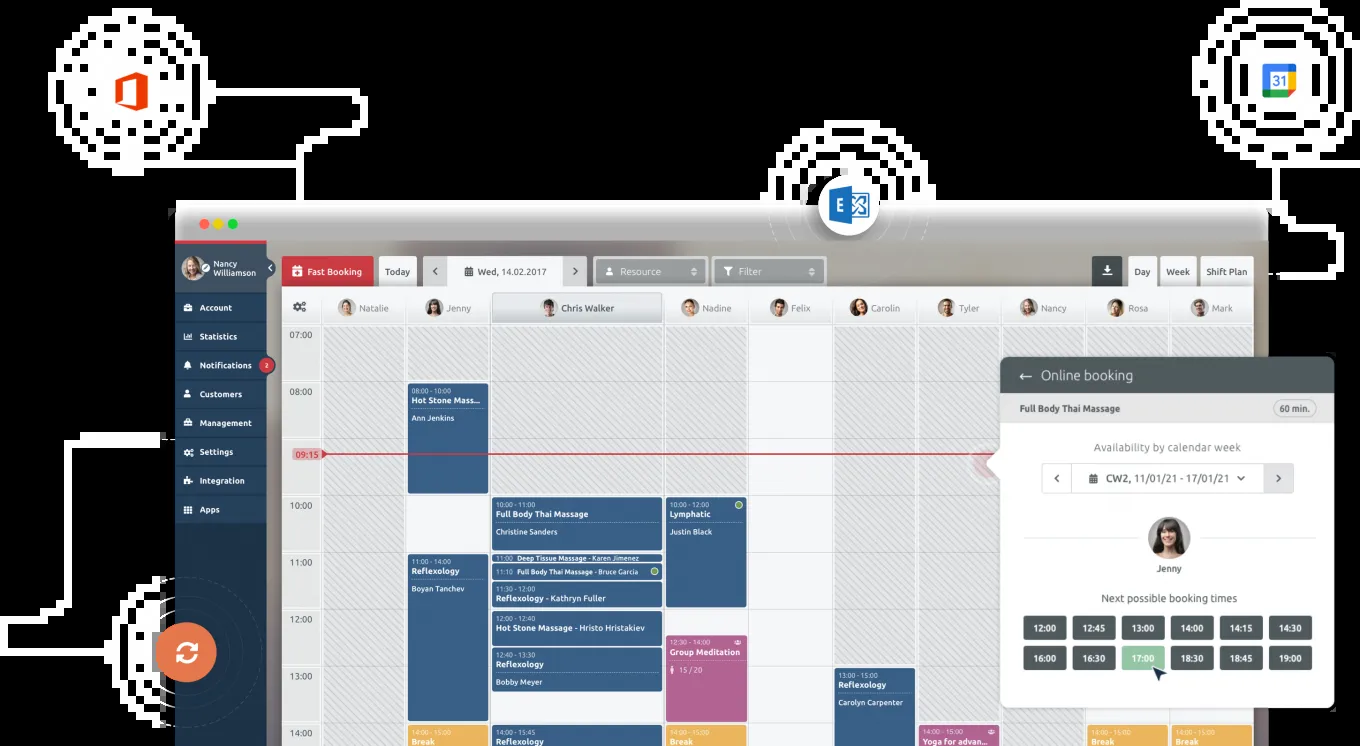 31
E
Nancy
Williamson
Fast Booking
Today
Wed, 14.02.2017
Resource
Filter
Day
Week
Shift Plan
Account
Statistics
Notifications
2
Customers
Management
Settings
Integration
Apps
Natalie
Jenny
Chris Walker
Nadine
Felix
Carolin
Tyler
Nancy
Rosa
Mark
07:00
08:00
09:15
10:00
11:00
12:00
13:00
14:00
08:00 - 10:00
Hot Stone Mass...
Ann Jenkins
11:00 - 14:00
Reflexology
Boyan Tanchev
14:00 - 15:00
Break
10:00 - 11:00
Full Body Thai Massage
Christine Sanders
11:00 Deep Tissue Massage - Karen Jimenez
11:10 Full Body Thai Massage - Bruce Garcia
11:30 - 12:00
Reflexology - Kathryn Fuller
12:00 - 12:40
Hot Stone Massage - Hristo Hristakiev
12:40 - 13:30
Reflexology
Bobby Meyer
14:00 - 15:45
Reflexology
10:00 - 12:00
Lymphatic
Justin Black
12:30 - 14:00
Group Meditation
15 / 20
14:00 - 15:00
Break
13:00 - 15:00
Reflexology
Carolyn Carpenter
14:00 - 15:00
Yoga for advan...
14:00 - 15:00
Break
14:00 - 15:00
Break
← Online booking
Full Body Thai Massage
60 min.
Availability by calendar week
CW2, 11/01/21 - 17/01/21
Jenny
Next possible booking times
12:00 12:45 13:00 14:00 14:15 14:30
16:00 16:30 17:00 18:30 18:45 19:00